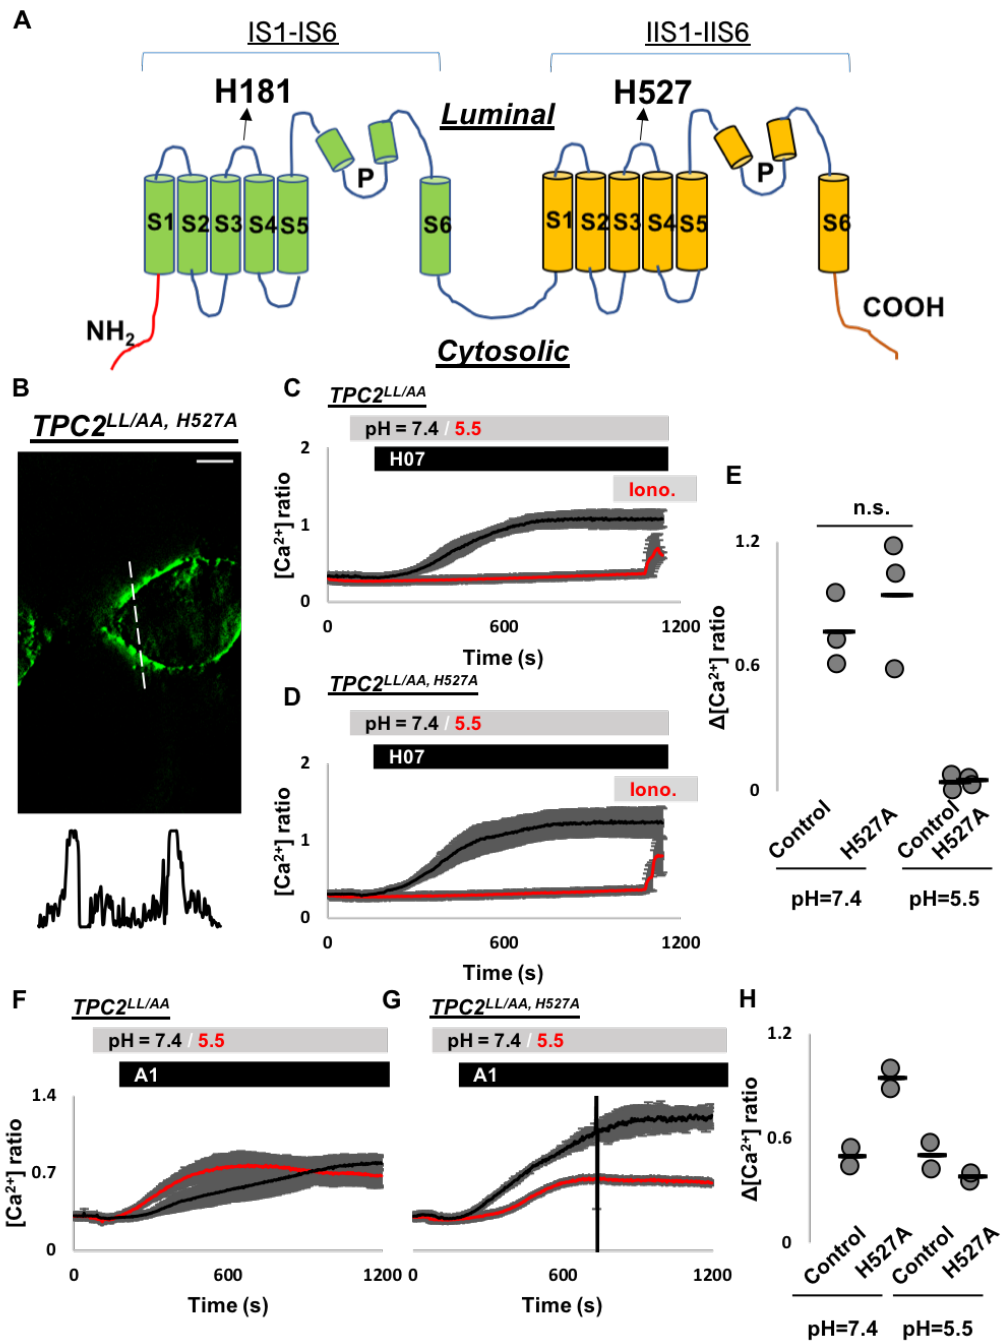 A
IS1-IS6
IIS1-IIS6
H181
Luminal
H527
P
P
S1 S2 S3 S4 S5 S6
S1 S2 S3 S4 S5 S6
NH2
COOH
Cytosolic
B
TPC2LL/AA, H527A
C
TPC2LL/AA
pH = 7.4 / 5.5
H07
Iono.
2
1
0
[Ca2+] ratio
0 600 1200
Time (s)
D
TPC2LL/AA, H527A
pH = 7.4 / 5.5
H07
Iono.
2
1
0
[Ca2+] ratio
0 600 1200
Time (s)
E
n.s.
1.2
0.6
0
Δ[Ca2+] ratio
Control H527A Control H527A
pH=7.4 pH=5.5
F
TPC2LL/AA
pH = 7.4 / 5.5
A1
1.4
0.7
0
[Ca2+] ratio
0 600 1200
Time (s)
G
TPC2LL/AA, H527A
pH = 7.4 / 5.5
A1
0 600 1200
Time (s)
H
1.2
0.6
0
Δ[Ca2+] ratio
Control H527A Control H527A
pH=7.4 pH=5.5